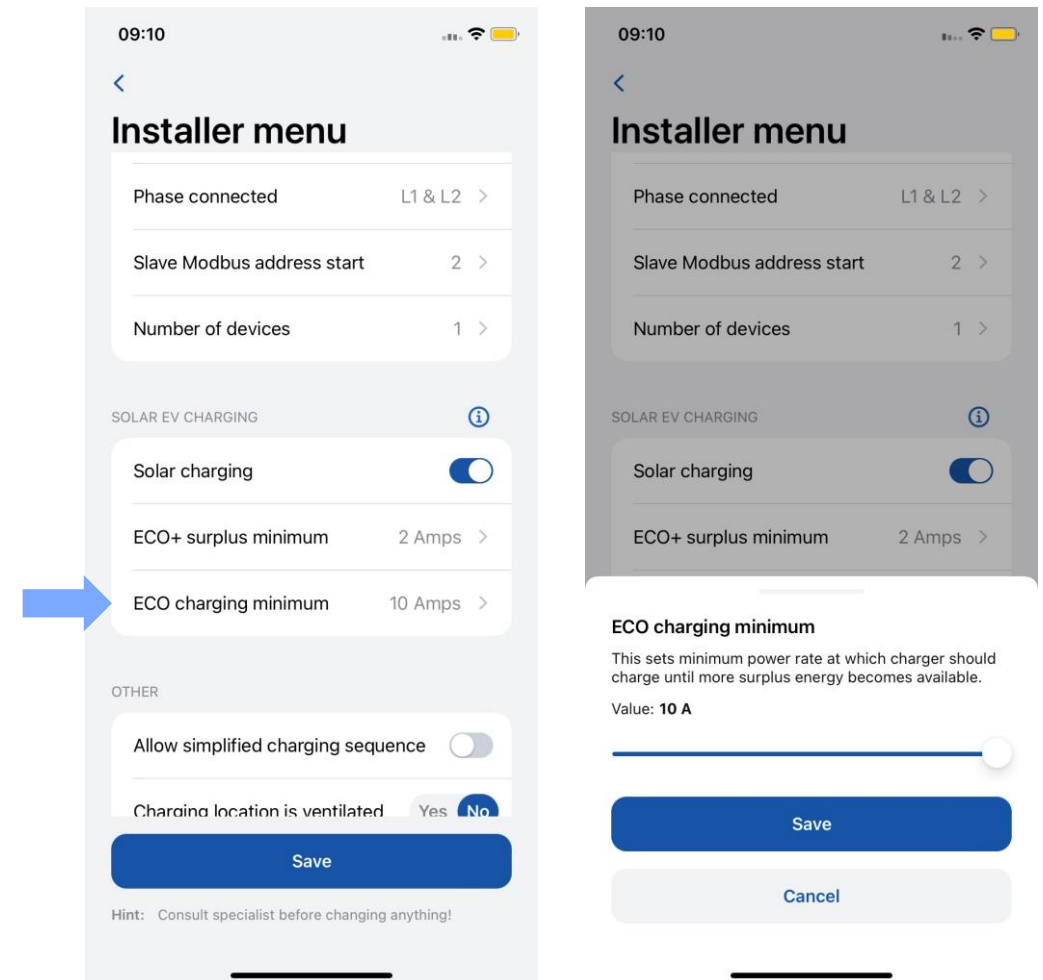 09:10
Installer menu
Phase connected L1 & L2
Slave Modbus address start 2
Number of devices 1
SOLAR EV CHARGING
Solar charging
ECO+ surplus minimum 2 Amps
ECO charging minimum 10 Amps
OTHER
Allow simplified charging sequence
Charging location is ventilated Yes No
Save
Hint: Consult specialist before changing anything!
09:10
Installer menu
Phase connected L1 & L2
Slave Modbus address start 2
Number of devices 1
SOLAR EV CHARGING
Solar charging
ECO+ surplus minimum 2 Amps
ECO charging minimum
This sets minimum power rate at which charger should
charge until more surplus energy becomes available.
Value: 10 A
Save
Cancel